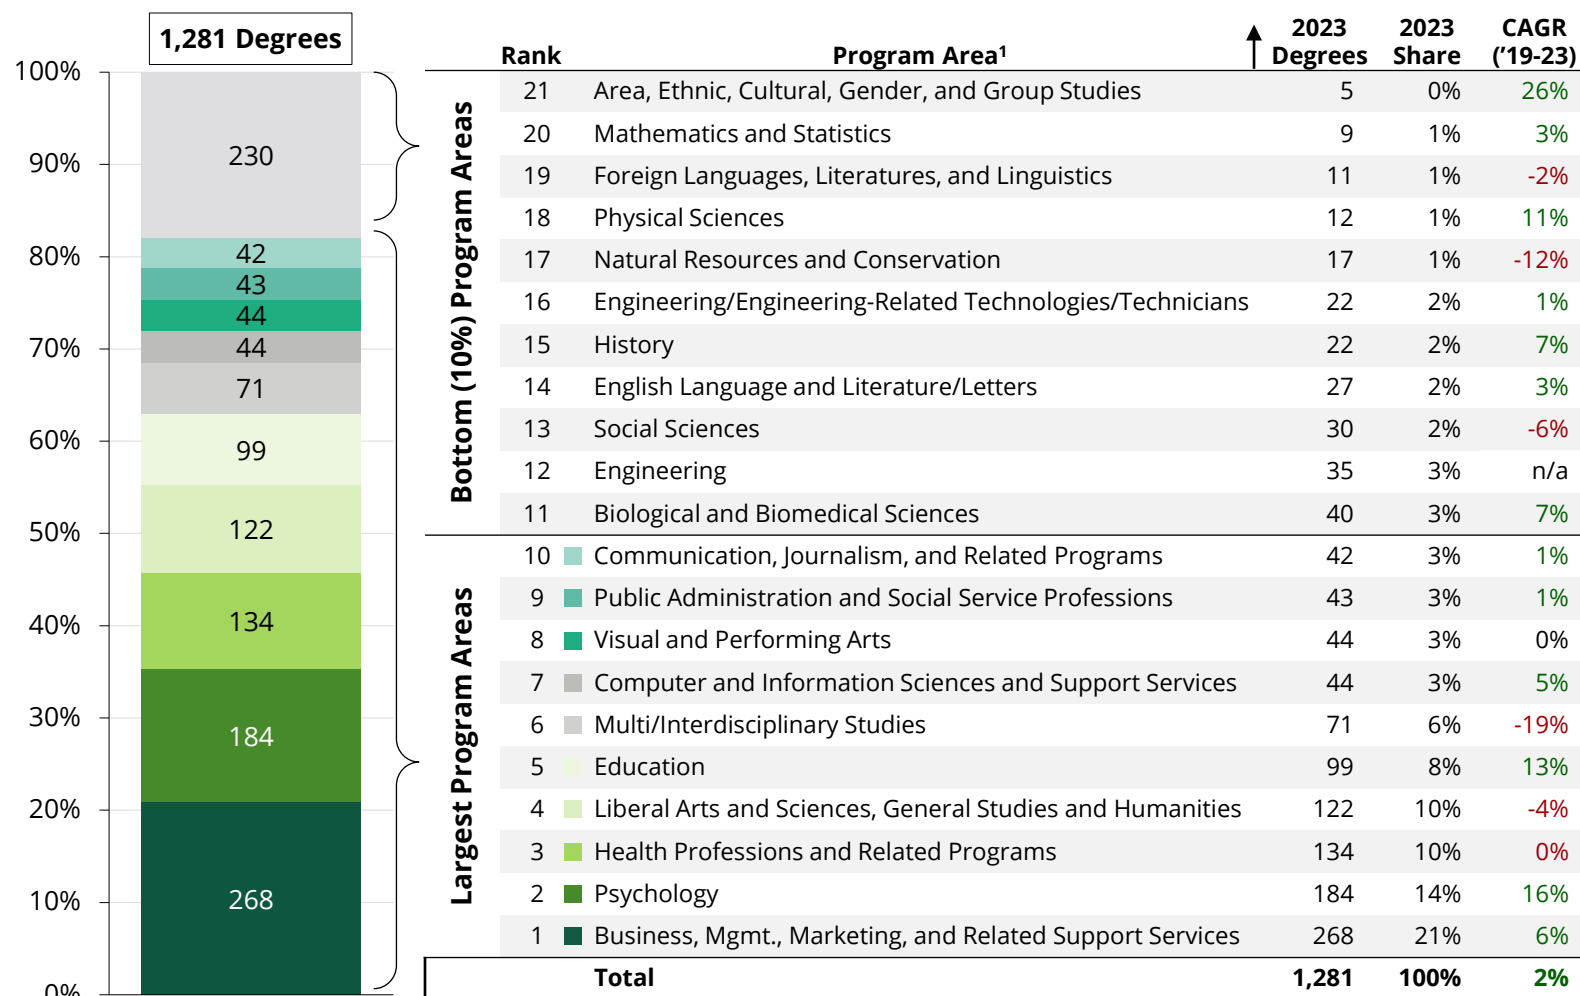 1,281 Degrees
100%
90%
80%
70%
60%
50%
40%
30%
20%
10%
0%
230
42
43
44
44
71
99
122
134
184
268
Rank Program Area¹ 2023 Degrees 2023 Share CAGR ('19-23)
Bottom (10%) Program Areas
21 Area, Ethnic, Cultural, Gender, and Group Studies 5 0% 26%
20 Mathematics and Statistics 9 1% 3%
19 Foreign Languages, Literatures, and Linguistics 11 1% -2%
18 Physical Sciences 12 1% 11%
17 Natural Resources and Conservation 17 1% -12%
16 Engineering/Engineering-Related Technologies/Technicians 22 2% 1%
15 History 22 2% 7%
14 English Language and Literature/Letters 27 2% 3%
13 Social Sciences 30 2% -6%
12 Engineering 35 3% n/a
11 Biological and Biomedical Sciences 40 3% 7%
Largest Program Areas
10 Communication, Journalism, and Related Programs 42 3% 1%
9 Public Administration and Social Service Professions 43 3% 1%
8 Visual and Performing Arts 44 3% 0%
7 Computer and Information Sciences and Support Services 44 3% 5%
6 Multi/Interdisciplinary Studies 71 6% -19%
5 Education 99 8% 13%
4 Liberal Arts and Sciences, General Studies and Humanities 122 10% -4%
3 Health Professions and Related Programs 134 10% 0%
2 Psychology 184 14% 16%
1 Business, Mgmt., Marketing, and Related Support Services 268 21% 6%
Total 1,281 100% 2%